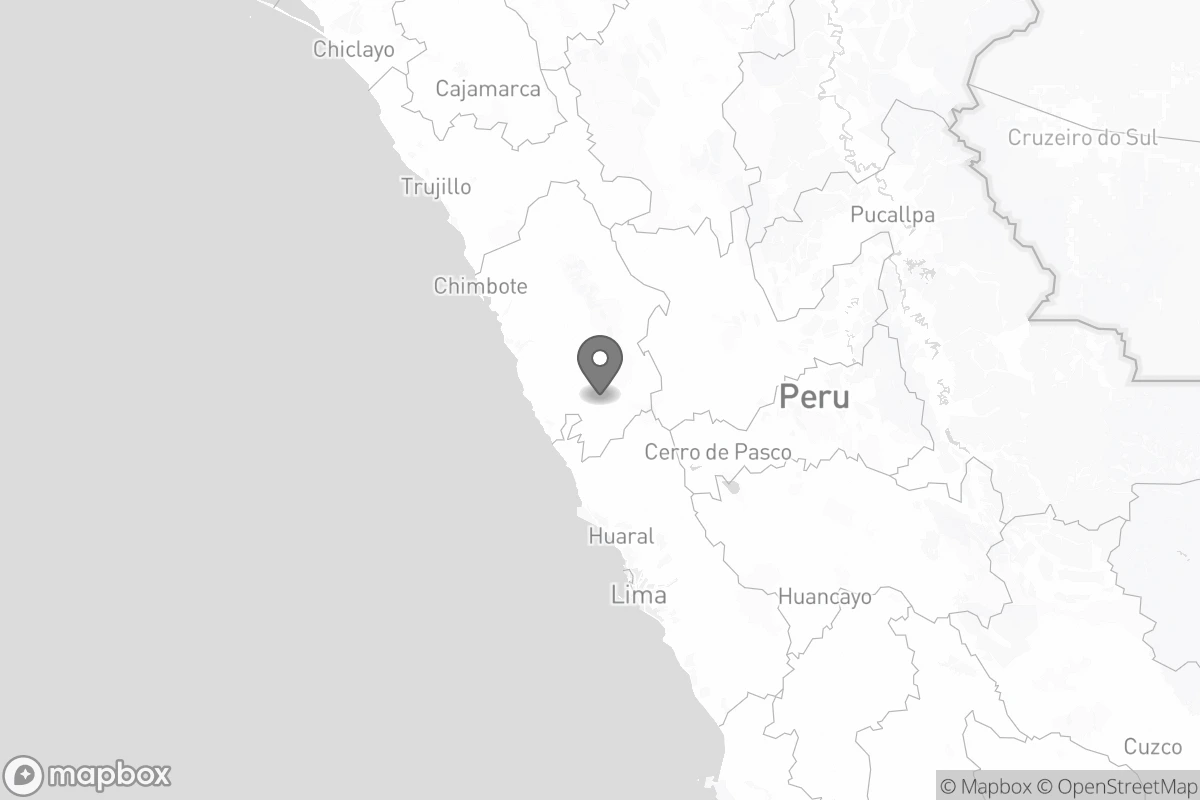 Chiclayo
Cajamarca
Cruzeiro do Sul
Trujillo
Pucallpa
Chimbote
Peru
Cerro de Pasco
Huaral
Lima
Huancayo
Cuzco
mapbox
© Mapbox © OpenStreetMap